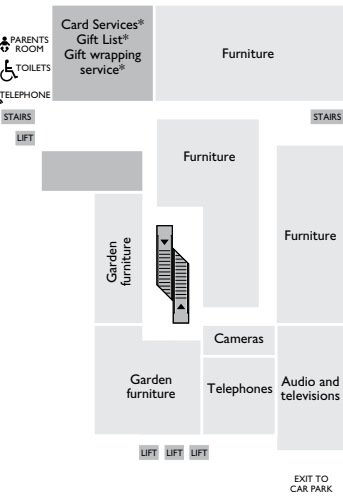 Card Services*
Gift List*
Gift wrapping
service*
Furniture
PARENTS
ROOM
TOILETS
TELEPHONE
STAIRS
LIFT
STAIRS
Furniture
Furniture
Garden
furniture
Cameras
Garden
furniture
Telephones
Audio and
televisions
LIFT LIFT LIFT
EXIT TO
CAR PARK